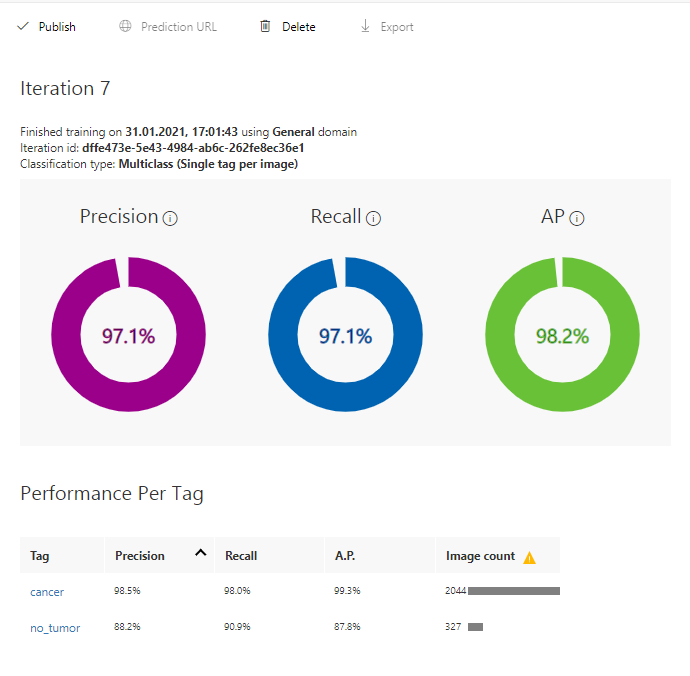 Publish Prediction URL Delete Export
Iteration 7
Finished training on 31.01.2021, 17:01:43 using General domain
Iteration id: dffe473e-5e43-4984-ab6c-262fe8ec36e1
Classification type: Multiclass (Single tag per image)
Precision Recall AP
97.1% 97.1% 98.2%
Performance Per Tag
Tag Precision Recall A.P. Image count
cancer 98.5% 98.0% 99.3% 2044
no_tumor 88.2% 90.9% 87.8% 327